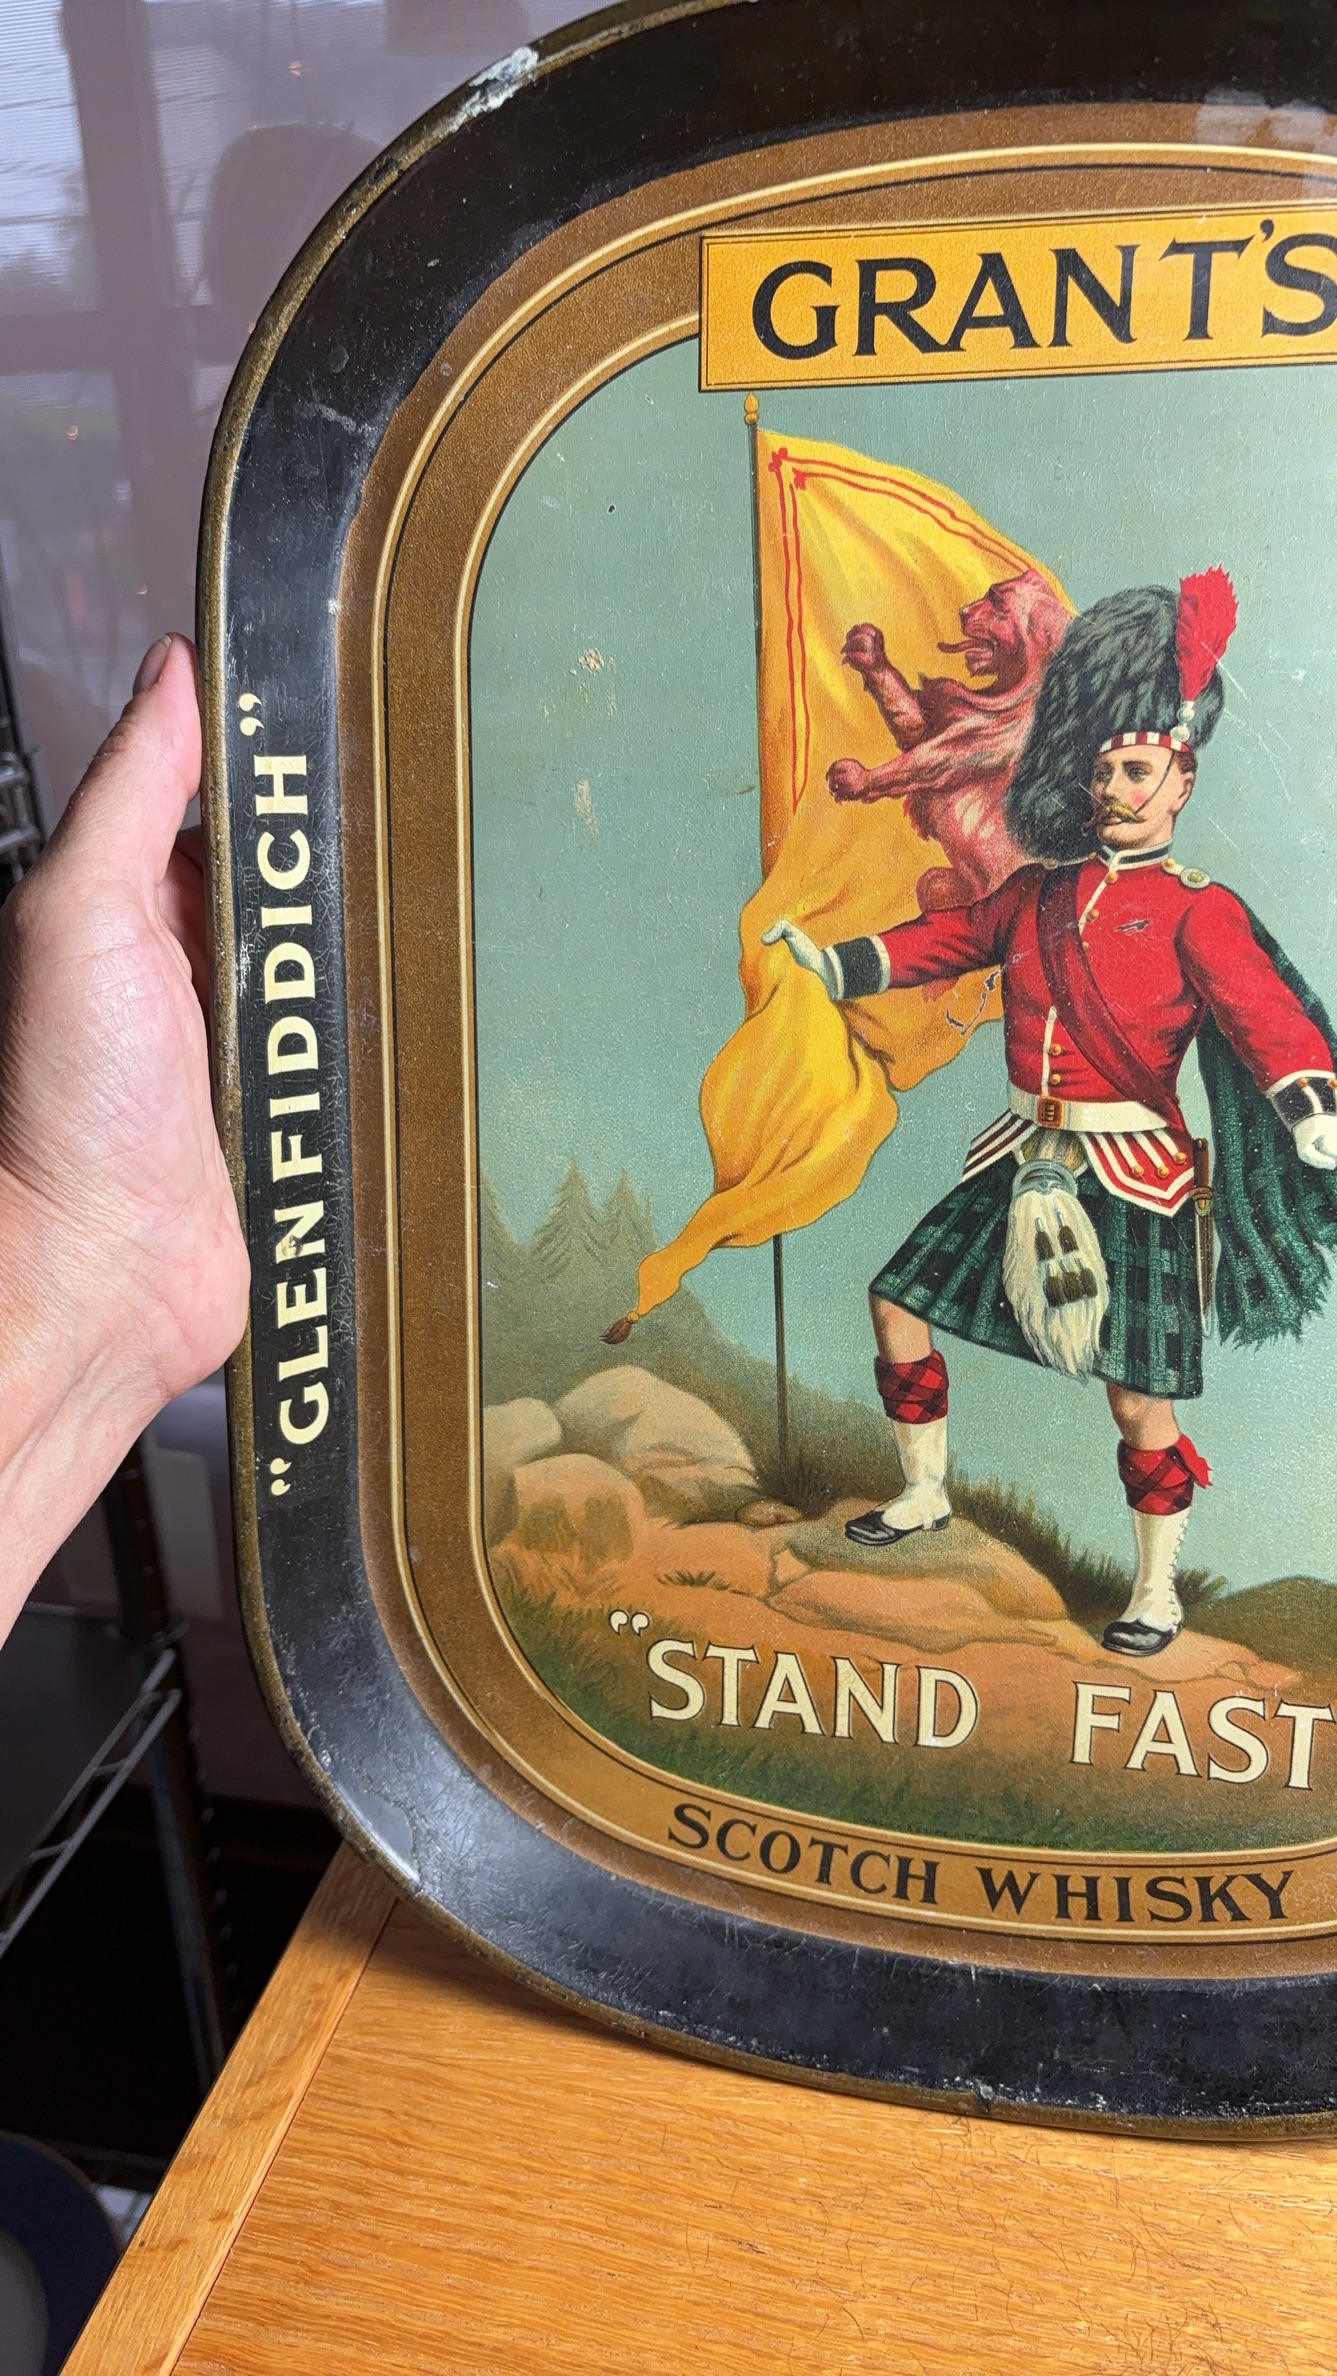 GRANT'S
"GLENFIDDICH"
"STAND FAST
SCOTCH WHISKY